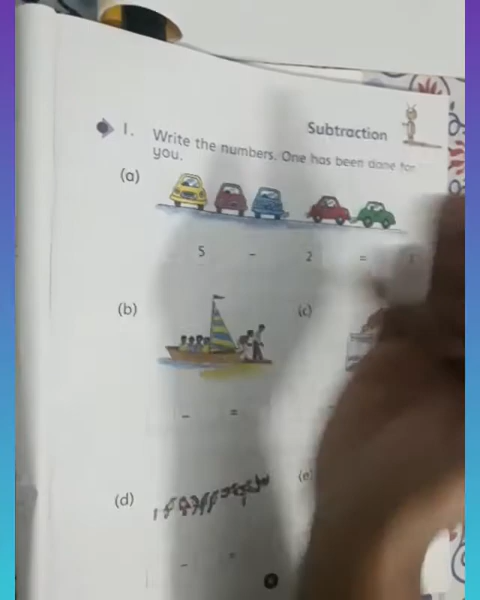 Subtraction
1. Write the numbers. One has been done for
you.
(a)
5 - 2 =
(b)
(c)
- =
(d)
(e)
- =